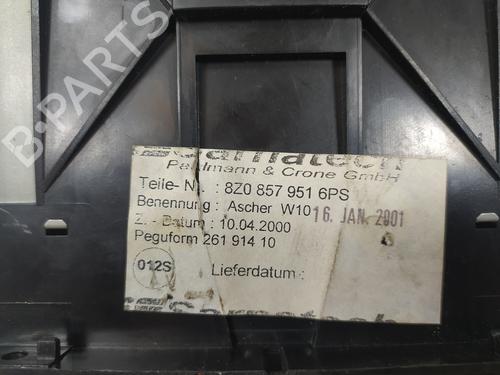 B-PARTS
Pahlmann & Crone GmbH
Teile- Nr. : 8Z0 857 951 6PS
Benennung : Ascher W10 16. JAN. 2001
Z. - Datum : 10.04.2000
Peguform 261 914 10
012S
Lieferdatum :